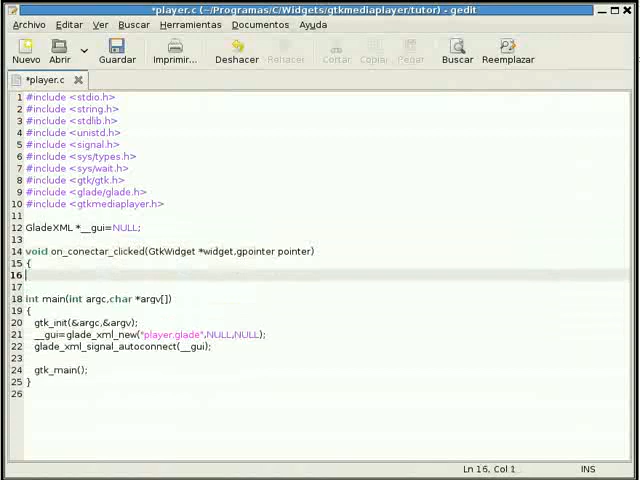 *player.c (~/Programas/C/Widgets/gtkmediaplayer/tutor) - gedit
Archivo Editar Ver Buscar Herramientas Documentos Ayuda
Nuevo Abrir Guardar Imprimir... Deshacer Rehacer Cortar Copiar Pegar Buscar Reemplazar
*player.c
1 #include <stdio.h>
2 #include <string.h>
3 #include <stdlib.h>
4 #include <unistd.h>
5 #include <signal.h>
6 #include <sys/types.h>
7 #include <sys/wait.h>
8 #include <gtk/gtk.h>
9 #include <glade/glade.h>
10 #include <gtkmediaplayer.h>
11
12 GladeXML *__gui=NULL;
13
14 void on_conectar_clicked(GtkWidget *widget,gpointer pointer)
15 {
16
17
18 int main(int argc,char *argv[])
19 {
20 gtk_init(&argc,&argv);
21 __gui=glade_xml_new("player.glade",NULL,NULL);
22 glade_xml_signal_autoconnect(__gui);
23
24 gtk_main();
25 }
26
Ln 16, Col 1 INS